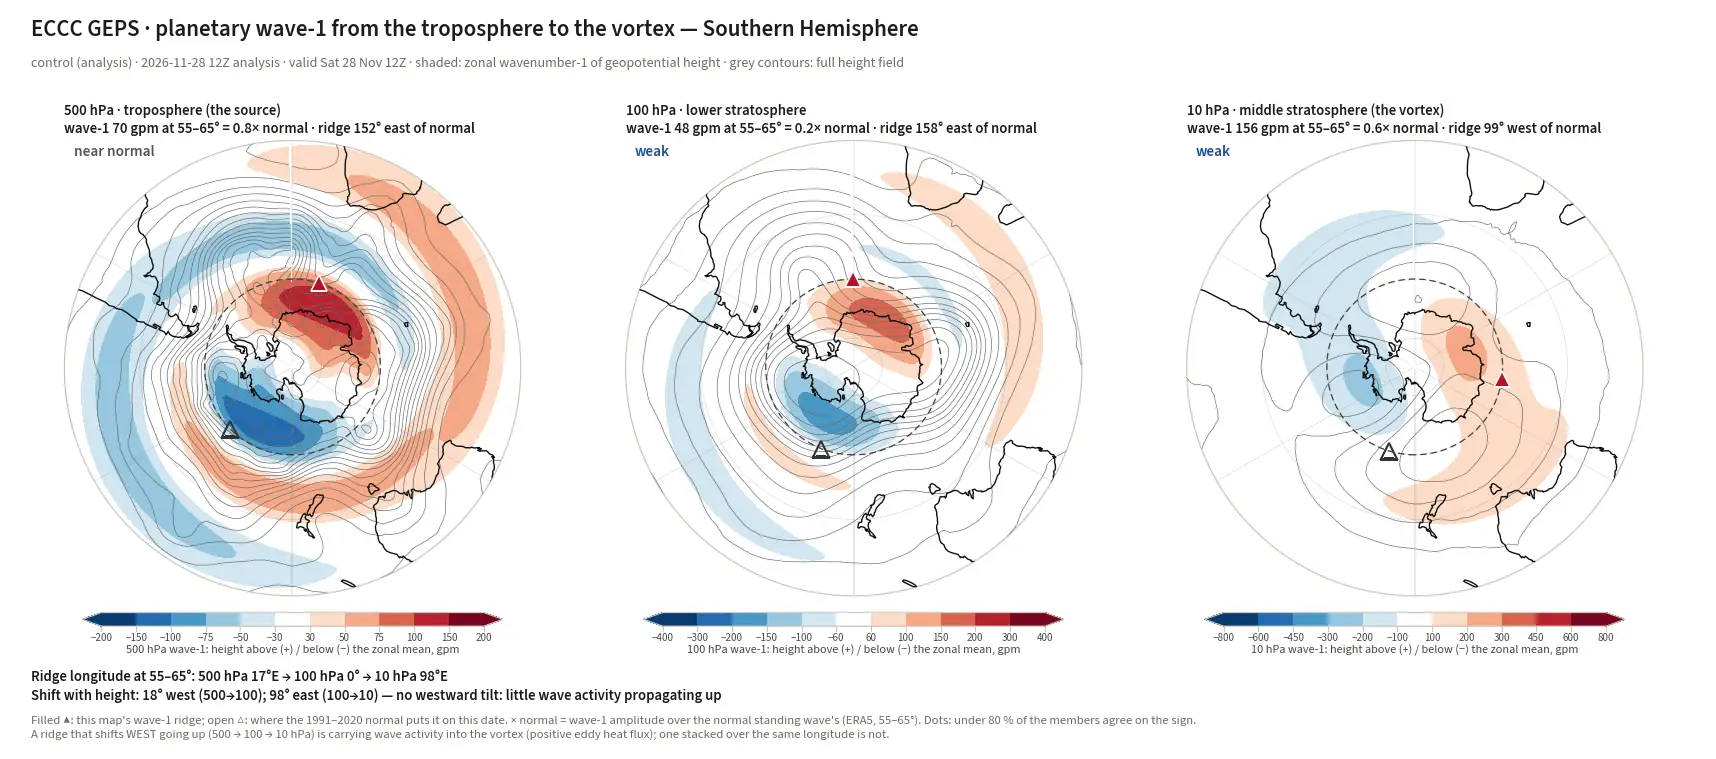 ECCC GEPS · planetary wave-1 from the troposphere to the vortex — Southern Hemisphere
control (analysis) · 2026-11-28 12Z analysis · valid Sat 28 Nov 12Z · shaded: zonal wavenumber-1 of geopotential height · grey contours: full height field
500 hPa · troposphere (the source)
wave-1 70 gpm at 55–65° = 0.8× normal · ridge 152° east of normal
near normal
100 hPa · lower stratosphere
wave-1 48 gpm at 55–65° = 0.2× normal · ridge 158° east of normal
weak
10 hPa · middle stratosphere (the vortex)
wave-1 156 gpm at 55–65° = 0.6× normal · ridge 99° west of normal
weak
−200 −150 −100 −75 −50 −30 30 50 75 100 150 200
500 hPa wave-1: height above (+) / below (−) the zonal mean, gpm
−400 −300 −200 −150 −100 −60 60 100 150 200 300 400
100 hPa wave-1: height above (+) / below (−) the zonal mean, gpm
−800 −600 −450 −300 −200 −100 100 200 300 450 600 800
10 hPa wave-1: height above (+) / below (−) the zonal mean, gpm
Ridge longitude at 55–65°: 500 hPa 17°E → 100 hPa 0° → 10 hPa 98°E
Shift with height: 18° west (500→100); 98° east (100→10) — no westward tilt: little wave activity propagating up
Filled ▲: this map's wave-1 ridge; open △: where the 1991–2020 normal puts it on this date. × normal = wave-1 amplitude over the normal standing wave's (ERA5, 55–65°). Dots: under 80 % of the members agree on the sign.
A ridge that shifts WEST going up (500 → 100 → 10 hPa) is carrying wave activity into the vortex (positive eddy heat flux); one stacked over the same longitude is not.